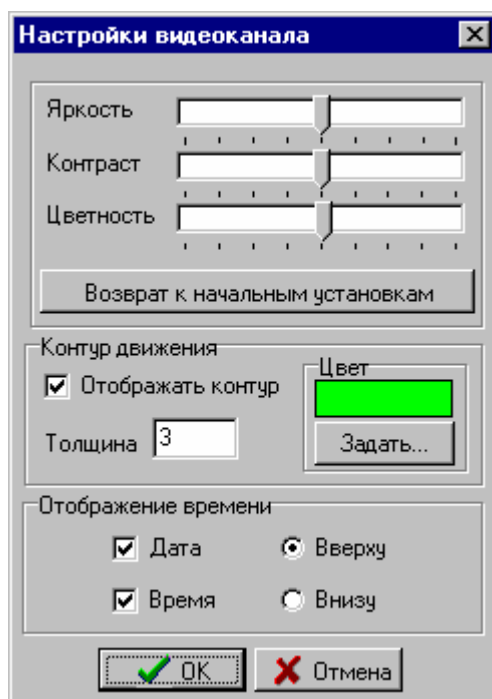 Настройки видеоканала
Яркость
Контраст
Цветность
Возврат к начальным установкам
Контур движения
Отображать контур
Цвет
Толщина 3
Задать...
Отображение времени
Дата Вверху
Время Внизу
OK Отмена